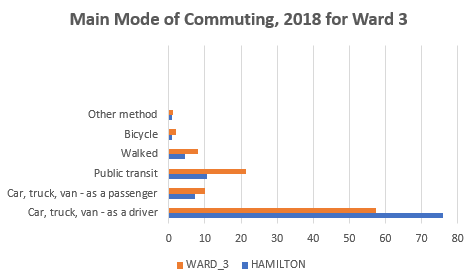 Main Mode of Commuting, 2018 for Ward 3
Other method
Bicycle
Walked
Public transit
Car, truck, van - as a passenger
Car, truck, van - as a driver
0 10 20 30 40 50 60 70 80
WARD_3 HAMILTON